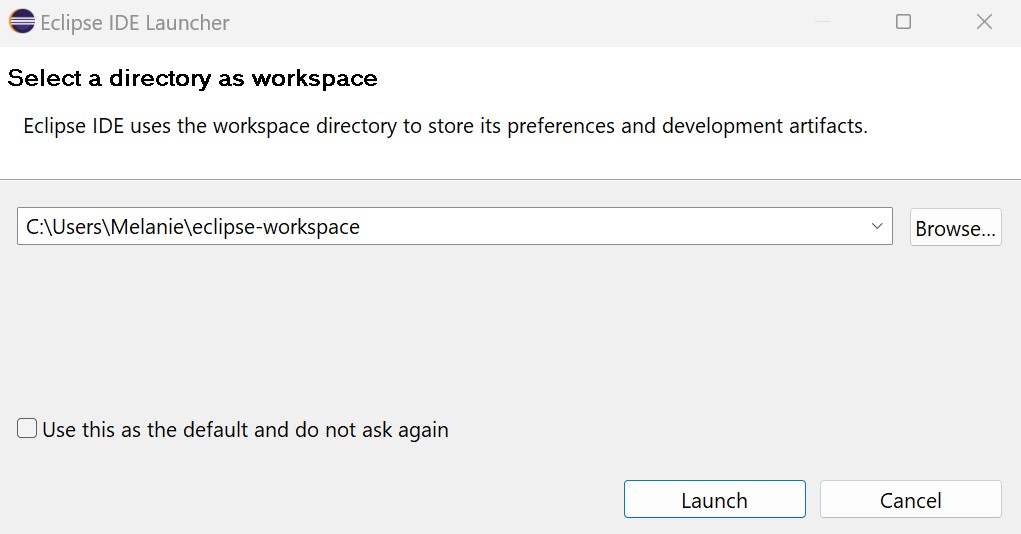 Eclipse IDE Launcher
Select a directory as workspace
Eclipse IDE uses the workspace directory to store its preferences and development artifacts.
C:\Users\Melanie\eclipse-workspace
Browse...
Use this as the default and do not ask again
Launch
Cancel